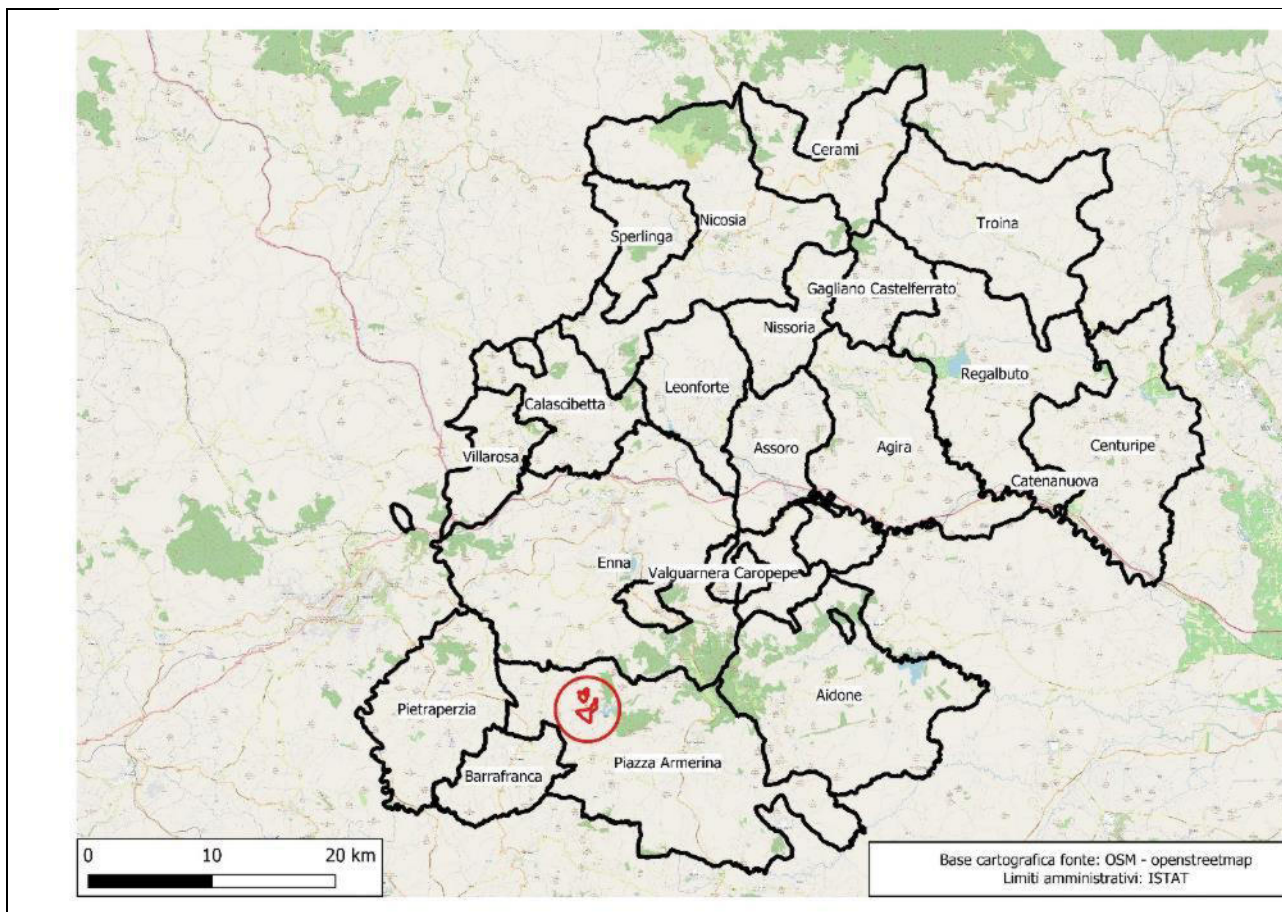 Cerami
Troina
Nicosia
Sperlinga
Gagliano Castelferrato
Nissoria
Regalbuto
Leonforte
Calascibetta
Centuripe
Agira
Assoro
Villarosa
Catenanuova
Enna
Valguarnera Caropepe
Aidone
Pietraperzia
Piazza Armerina
Barrafranca
0 10 20 km
Base cartografica fonte: OSM - openstreetmap
Limiti amministrativi: ISTAT